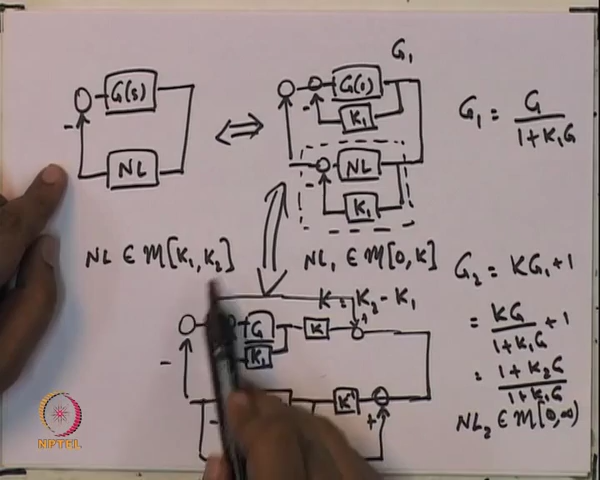 G₁
G(s)
G(s)
-
K₁
G₁ = G / 1 + K₁G
-
⇔
NL
NL
-
K₁
NL ∈ M[K₁, K₂]
NL₁ ∈ M[0, K]
G₂ = KG₁ + 1
K = K₂ - K₁
= KG / 1 + K₁G + 1
G
K
+
K₁
-
= 1 + K₂G / 1 + K₁G
K
+
NL₂ ∈ M[0, ∞)
NPTEL